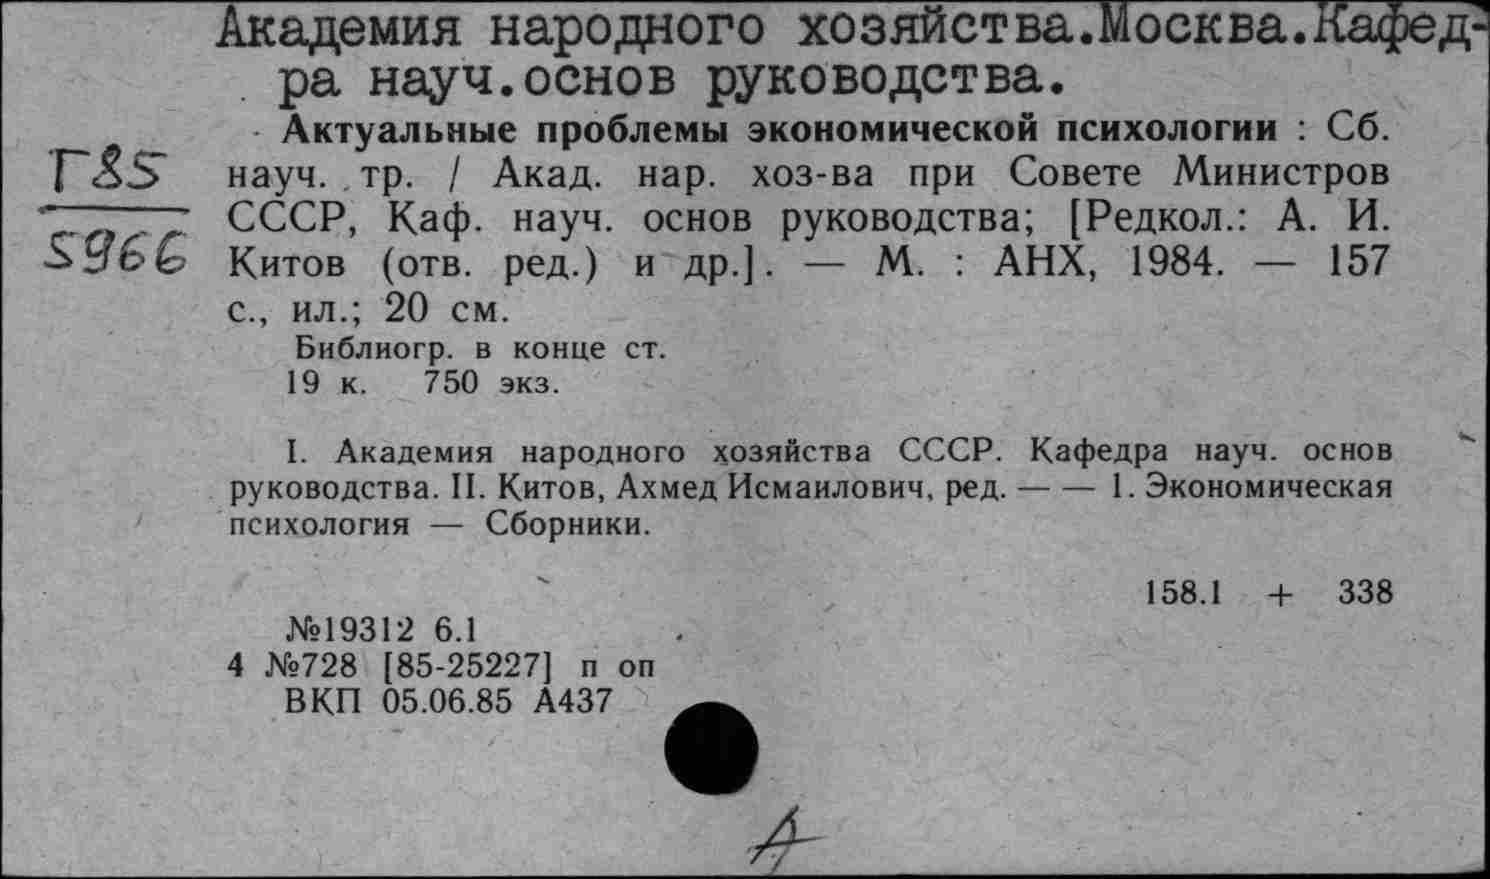 Академия народного хозяйства.Москва.Кафед-
ра науч.основ руководства.
Актуальные проблемы экономической психологии : Сб.
Г85
науч. тр. / Акад. нар. хоз-ва при Совете Министров
СССР, Каф. науч. основ руководства; [Редкол.: А. И.
5966
Китов (отв. ред.) и др.]. — М. : АНХ, 1984. — 157
с., ил.; 20 см.
Библиогр. в конце ст.
19 к. 750 экз.
I. Академия народного хозяйства СССР. Кафедра науч. основ
руководства. II. Китов, Ахмед Исмаилович, ред. — — 1. Экономическая
психология — Сборники.
158.1 + 338
№19312 6.1
4 №728 [85-25227] п оп
ВКП 05.06.85 А437
А